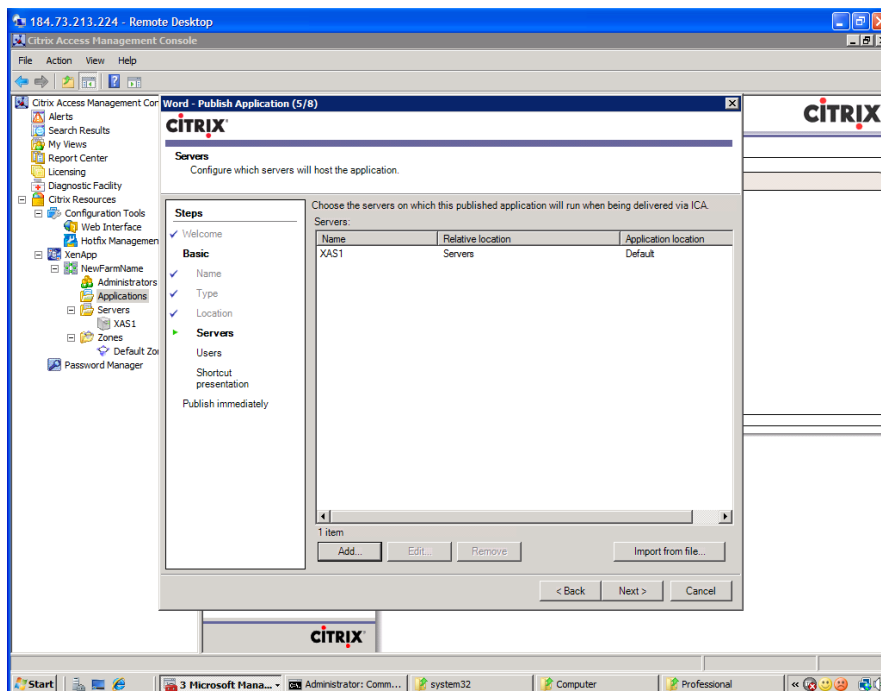 184.73.213.224 - Remote Desktop
Citrix Access Management Console
File Action View Help
Citrix Access Management Con
Alerts
Search Results
My Views
Report Center
Licensing
Diagnostic Facility
Citrix Resources
Configuration Tools
Web Interface
Hotfix Managemen
XenApp
NewFarmName
Administrators
Applications
Servers
XAS1
Zones
Default Zo
Password Manager
Word - Publish Application (5/8)
CITRIX
Servers
Configure which servers will host the application.
Steps
Welcome
Basic
Name
Type
Location
Servers
Users
Shortcut
presentation
Publish immediately
Choose the servers on which this published application will run when being delivered via ICA.
Servers:
Name Relative location Application location
XAS1 Servers Default
1 item
Add... Edit... Remove Import from file...
< Back Next > Cancel
CITRIX
CITRIX
Start 3 Microsoft Mana... Administrator: Comm... system32 Computer Professional «